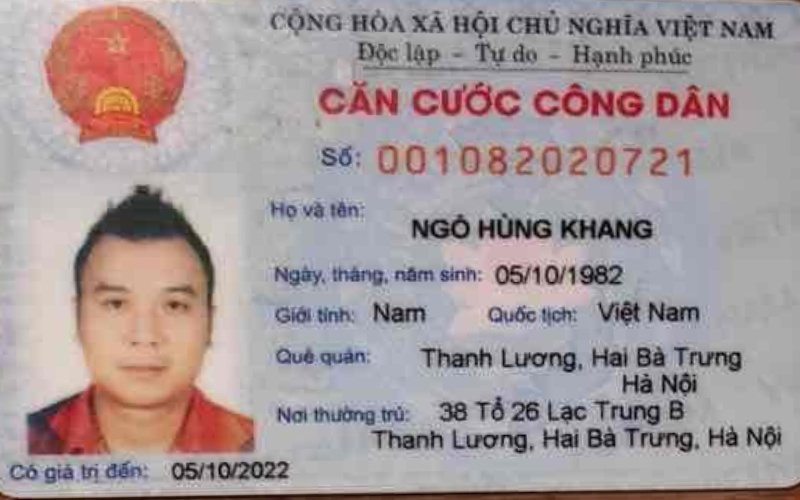 CỘNG HÒA XÃ HỘI CHỦ NGHĨA VIỆT NAM
Độc lập - Tự do - Hạnh phúc
CĂN CƯỚC CÔNG DÂN
Số: 001082020721
Họ và tên: NGÔ HÙNG KHANG
Ngày, tháng, năm sinh: 05/10/1982
Giới tính: Nam Quốc tịch: Việt Nam
Quê quán: Thanh Lương, Hai Bà Trưng
Hà Nội
Nơi thường trú: 38 Tổ 26 Lạc Trung B
Thanh Lương, Hai Bà Trưng, Hà Nội
Có giá trị đến: 05/10/2022